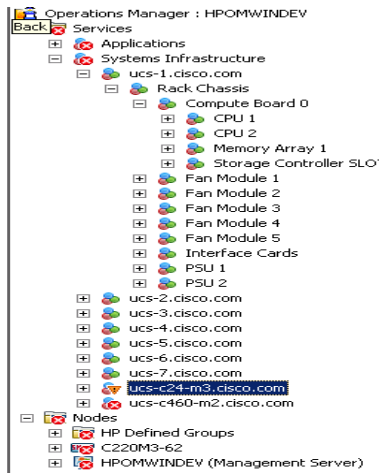 Operations Manager : HPOMWINDEV
Back
Services
Applications
Systems Infrastructure
ucs-1.cisco.com
Rack Chassis
Compute Board 0
CPU 1
CPU 2
Memory Array 1
Storage Controller SLO
Fan Module 1
Fan Module 2
Fan Module 3
Fan Module 4
Fan Module 5
Interface Cards
PSU 1
PSU 2
ucs-2.cisco.com
ucs-3.cisco.com
ucs-4.cisco.com
ucs-5.cisco.com
ucs-6.cisco.com
ucs-7.cisco.com
ucs-c24-m3.cisco.com
ucs-c460-m2.cisco.com
Nodes
HP Defined Groups
C220M3-62
HPOMWINDEV (Management Server)